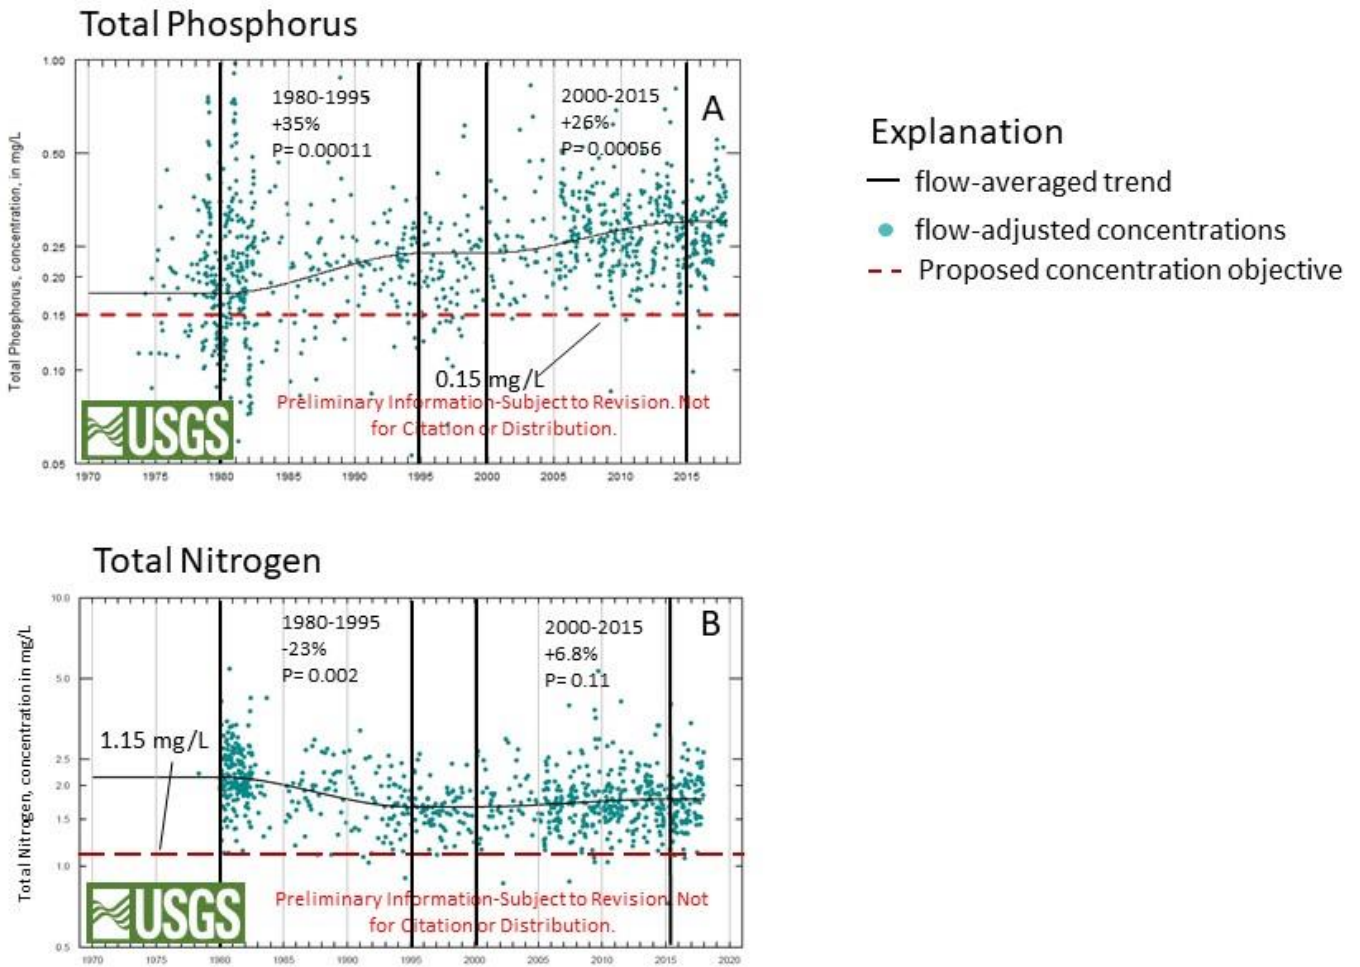 Total Phosphorus
Total Phosphorus, concentration, in mg/L
1.00
0.50
0.25
0.20
0.15
0.10
0.05
1980-1995
+35%
P= 0.00011
2000-2015
+26%
P= 0.00056
A
0.15 mg/L
Preliminary Information-Subject to Revision. Not
for Citation or Distribution.
USGS
1970 1975 1980 1985 1990 1995 2000 2005 2010 2015
Explanation
flow-averaged trend
flow-adjusted concentrations
Proposed concentration objective
Total Nitrogen
Total Nitrogen, concentration in mg/L
10.0
5.0
2.5
2.0
1.5
1.0
0.5
1980-1995
-23%
P= 0.002
2000-2015
+6.8%
P= 0.11
B
1.15 mg/L
Preliminary Information-Subject to Revision. Not
for Citation or Distribution.
USGS
1970 1975 1980 1985 1990 1995 2000 2005 2010 2015 2020